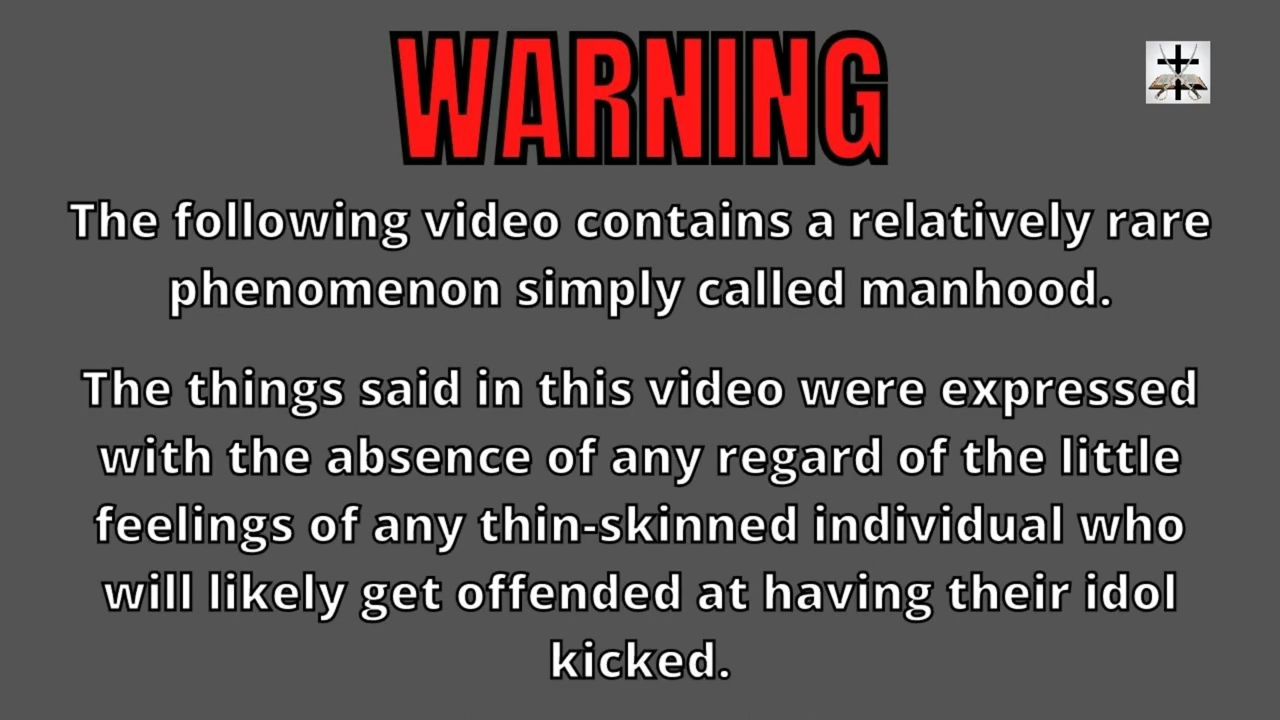 WARNING
The following video contains a relatively rare
phenomenon simply called manhood.
The things said in this video were expressed
with the absence of any regard of the little
feelings of any thin-skinned individual who
will likely get offended at having their idol
kicked.